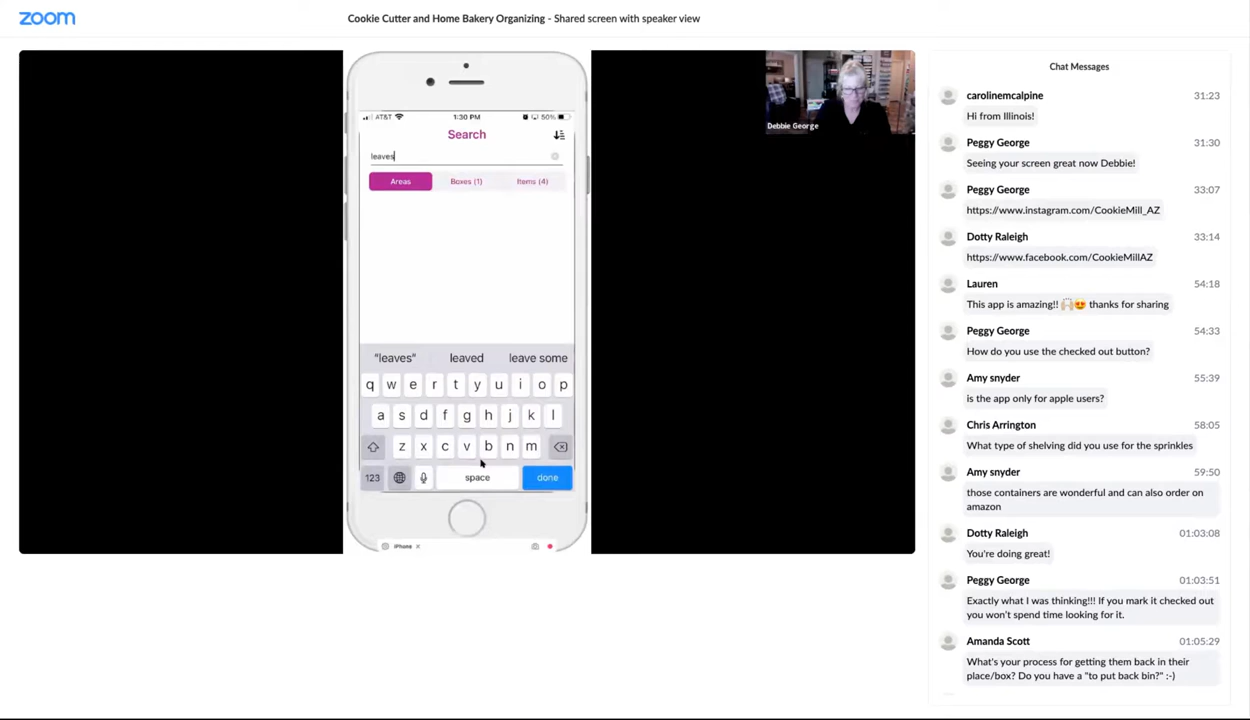 zoom
Cookie Cutter and Home Bakery Organizing - Shared screen with speaker view
AT&T 1:30 PM 50%
Search
leaves
Areas Boxes (1) Items (4)
"leaves" leaved leave some
q w e r t y u i o p
a s d f g h j k l
z x c v b n m
123 space done
iPhone x
Debbie George
Chat Messages
carolinemcalpine 31:23
Hi from Illinois!
Peggy George 31:30
Seeing your screen great now Debbie!
Peggy George 33:07
https://www.instagram.com/CookieMill_AZ
Dotty Raleigh 33:14
https://www.facebook.com/CookieMillAZ
Lauren 54:18
This app is amazing!! 🙌🏼😍 thanks for sharing
Peggy George 54:33
How do you use the checked out button?
Amy snyder 55:39
is the app only for apple users?
Chris Arrington 58:05
What type of shelving did you use for the sprinkles
Amy snyder 59:50
those containers are wonderful and can also order on
amazon
Dotty Raleigh 01:03:08
You're doing great!
Peggy George 01:03:51
Exactly what I was thinking!!! If you mark it checked out
you won't spend time looking for it.
Amanda Scott 01:05:29
What's your process for getting them back in their
place/box? Do you have a "to put back bin?" :-)